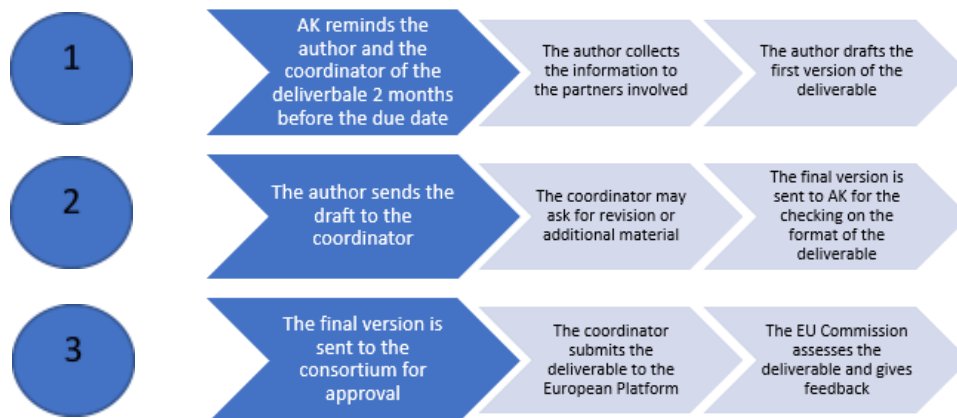 1
AK reminds the
author and the
coordinator of the
deliverbale 2 months
before the due date
The author collects
the information to
the partners involved
The author drafts the
first version of the
deliverable
2
The author sends the
draft to the
coordinator
The coordinator may
ask for revision or
additional material
The final version is
sent to AK for the
checking on the
format of the
deliverable
3
The final version is
sent to the
consortium for
approval
The coordinator
submits the
deliverable to the
European Platform
The EU Commission
assesses the
deliverable and gives
feedback